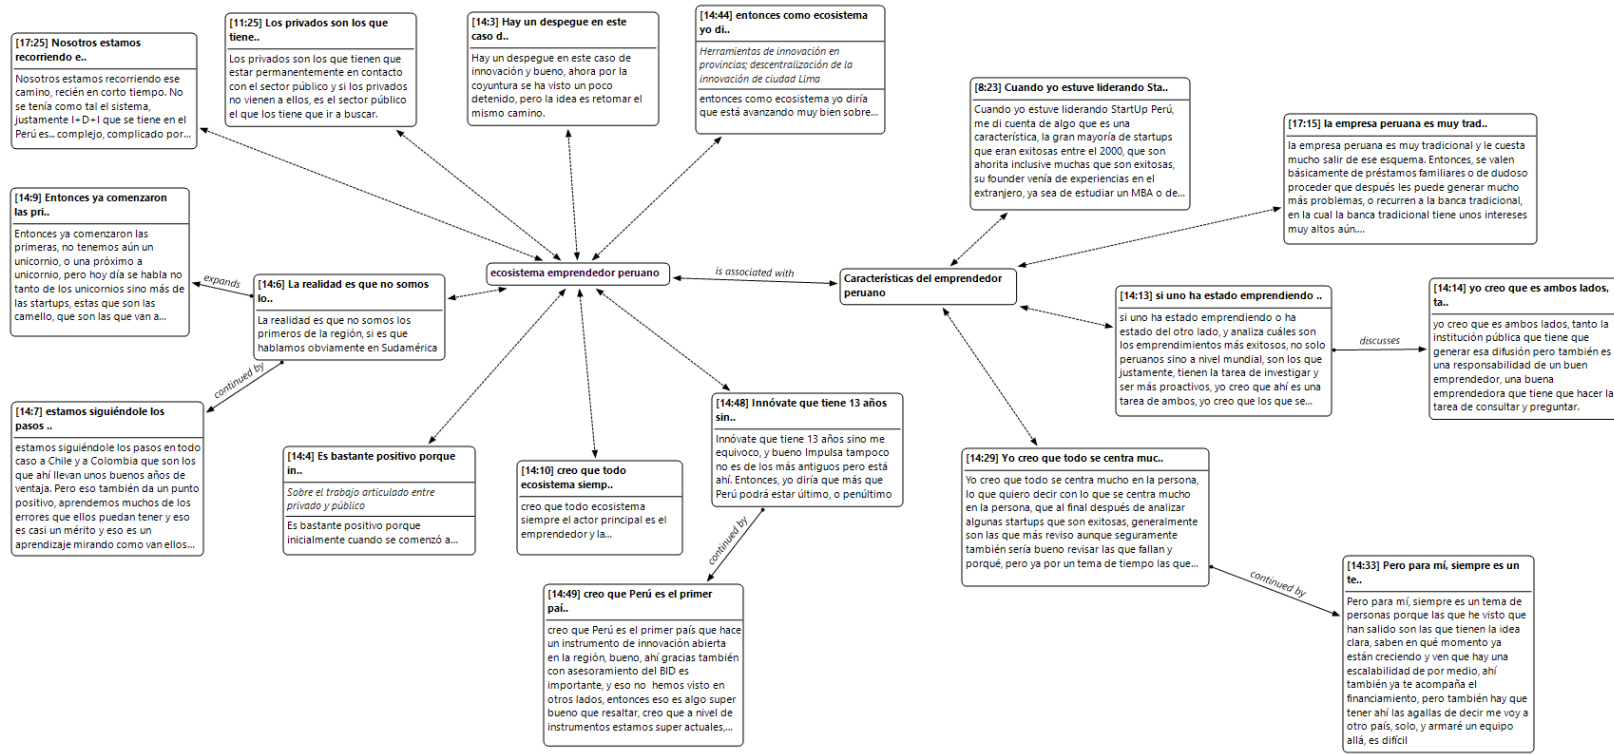 [17:25] Nosotros estamos
recorriendo e..
Nosotros estamos recorriendo ese
camino, recién en corto tiempo. No
se tenía como tal el sistema,
justamente I+D+I que se tiene en el
Perú es... complejo, complicado por...
[11:25] Los privados son los que
tiene..
Los privados son los que tienen que
estar permanentemente en contacto
con el sector público y si los privados
no vienen a ellos, es el sector público
el que los tiene que ir a buscar.
[14:3] Hay un despegue en este
caso d..
Hay un despegue en este caso de
innovación y bueno, ahora por la
coyuntura se ha visto un poco
detenido, pero la idea es retomar el
mismo camino.
[14:44] entonces como ecosistema
yo di..
Herramientas de innovación en
provincias; descentralización de la
innovación de ciudad Lima
entonces como ecosistema yo diría
que está avanzando muy bien sobre...
[8:23] Cuando yo estuve liderando Sta..
Cuando yo estuve liderando StartUp Perú,
me di cuenta de algo que es una
característica, la gran mayoría de startups
que eran exitosas entre el 2000, que son
ahorita inclusive muchas que son exitosas,
su founder venía de experiencias en el
extranjero, ya sea de estudiar un MBA o de...
[17:15] la empresa peruana es muy trad..
la empresa peruana es muy tradicional y le cuesta
mucho salir de ese esquema. Entonces, se valen
básicamente de préstamos familiares o de dudoso
proceder que después les puede generar mucho
más problemas, o recurren a la banca tradicional,
en la cual la banca tradicional tiene unos intereses
muy altos aún....
[14:9] Entonces ya comenzaron
las pri..
Entonces ya comenzaron las
primeras, no tenemos aún un
unicornio, o una próximo a
unicornio, pero hoy día se habla no
tanto de los unicornios sino más de
las startups, estas que son las
camello, que son las que van a...
expands
[14:6] La realidad es que no somos
lo..
La realidad es que no somos los
primeros de la región, si es que
hablamos obviamente en Sudamérica
continued by
ecosistema emprendedor peruano
is associated with
Características del emprendedor
peruano
[14:13] si uno ha estado emprendiendo ..
si uno ha estado emprendiendo o ha
estado del otro lado, y analiza cuáles son
los emprendimientos más exitosos, no solo
peruanos sino a nivel mundial, son los que
justamente, tienen la tarea de investigar y
ser más proactivos, yo creo que ahí es una
tarea de ambos, yo creo que los que se...
discusses
[14:14] yo creo que es ambos lados,
ta..
yo creo que es ambos lados, tanto la
institución pública que tiene que
generar esa difusión pero también es
una responsabilidad de un buen
emprendedor, una buena
emprendedora que tiene que hacer la
tarea de consultar y preguntar.
[14:7] estamos siguiéndole los
pasos ..
estamos siguiéndole los pasos en todo
caso a Chile y a Colombia que son los
que ahí llevan unos buenos años de
ventaja. Pero eso también da un punto
positivo, aprendemos muchos de los
errores que ellos puedan tener y eso
es casi un mérito y eso es un
aprendizaje mirando como van ellos...
[14:4] Es bastante positivo porque
in..
Sobre el trabajo articulado entre
privado y público
Es bastante positivo porque
inicialmente cuando se comenzó a...
[14:10] creo que todo
ecosistema siemp..
creo que todo ecosistema
siempre el actor principal es el
emprendedor y la...
[14:48] Innóvate que tiene 13 años
sin..
Innóvate que tiene 13 años sino me
equivoco, y bueno Impulsa tampoco
no es de los más antiguos pero está
ahí. Entonces, yo diría que más que
Perú podrá estar último, o penúltimo
continued by
[14:49] creo que Perú es el primer
paí..
creo que Perú es el primer país que hace
un instrumento de innovación abierta
en la región, bueno, ahí gracias también
con asesoramiento del BID es
importante, y eso no hemos visto en
otros lados, entonces eso es algo super
bueno que resaltar, creo que a nivel de
instrumentos estamos super actuales,...
[14:29] Yo creo que todo se centra muc..
Yo creo que todo se centra mucho en la persona,
lo que quiero decir con lo que se centra mucho
en la persona, que al final después de analizar
algunas startups que son exitosas, generalmente
son las que más reviso aunque seguramente
también sería bueno revisar las que fallan y
porqué, pero ya por un tema de tiempo las que...
continued by
[14:33] Pero para mí, siempre es un
te..
Pero para mí, siempre es un tema de
personas porque las que he visto que
han salido son las que tienen la idea
clara, saben en qué momento ya
están creciendo y ven que hay una
escalabilidad de por medio, ahí
también ya te acompaña el
financiamiento, pero también hay que
tener ahí las agallas de decir me voy a
otro país, solo, y armaré un equipo
allá, es difícil